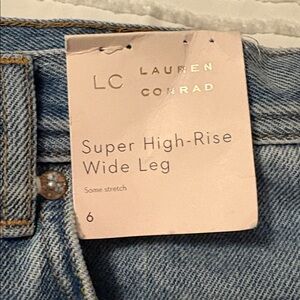 LC LAUREN
CONRAD
Super High-Rise
Wide Leg
Some stretch
6